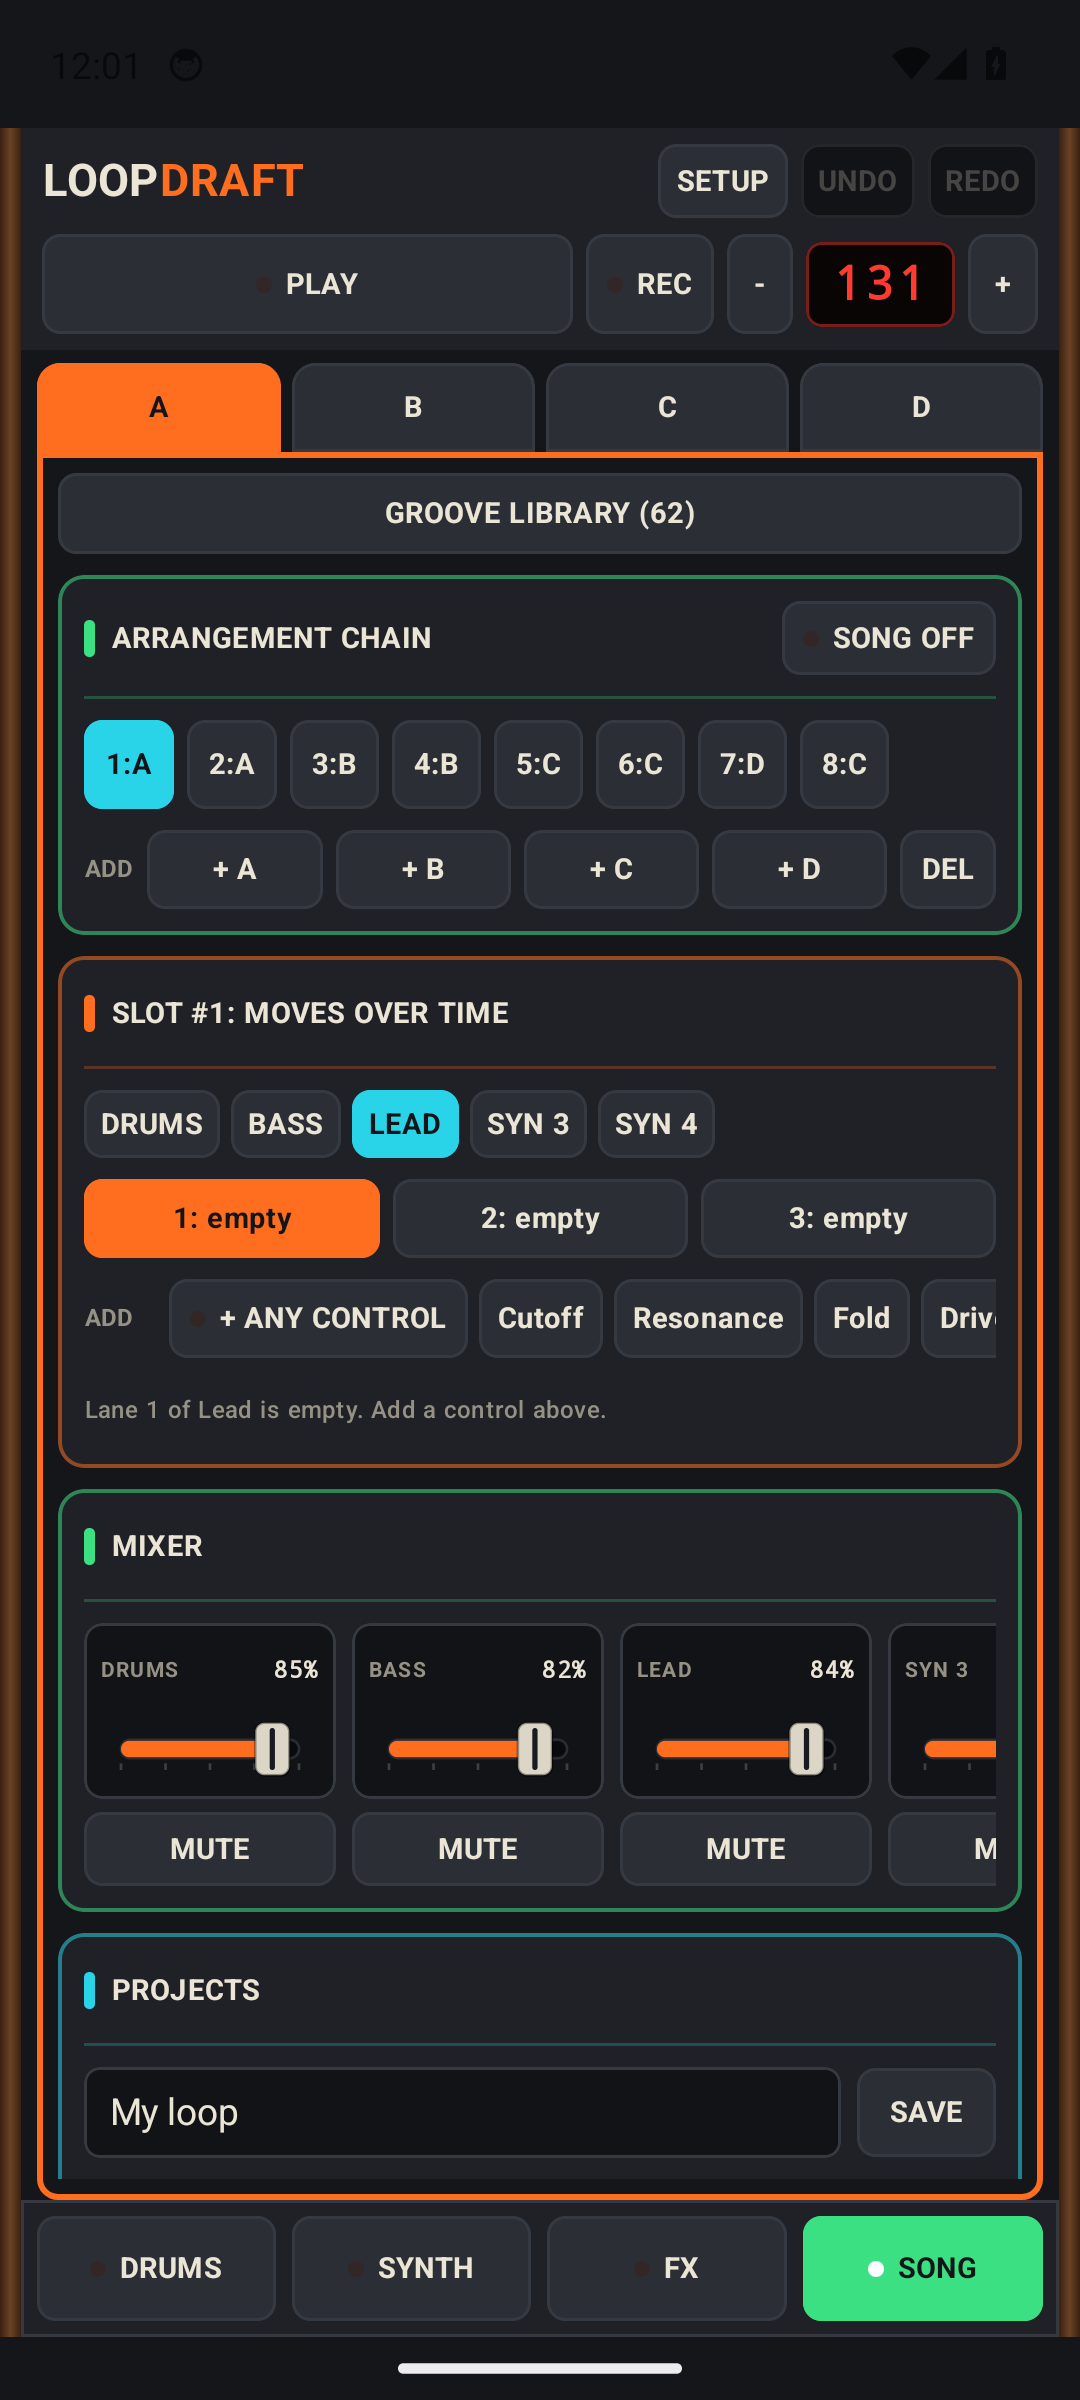 12:01
LOOPDRAFT SETUP UNDO REDO
PLAY REC - 131 +
A B C D
GROOVE LIBRARY (62)
ARRANGEMENT CHAIN SONG OFF
1:A 2:A 3:B 4:B 5:C 6:C 7:D 8:C
ADD + A + B + C + D DEL
SLOT #1: MOVES OVER TIME
DRUMS BASS LEAD SYN 3 SYN 4
1: empty 2: empty 3: empty
ADD + ANY CONTROL Cutoff Resonance Fold
Lane 1 of Lead is empty. Add a control above.
MIXER
DRUMS 85% BASS 82% LEAD 84% SYN 3
MUTE MUTE MUTE
PROJECTS
My loop SAVE
DRUMS SYNTH FX SONG